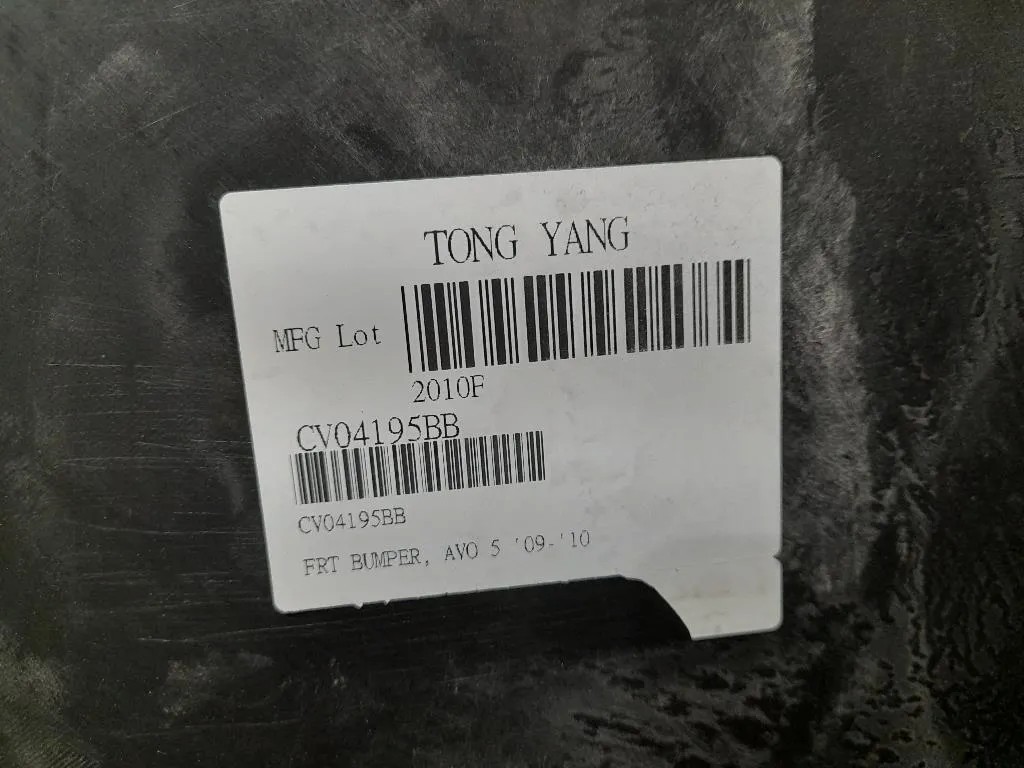 TONG YANG
MFG Lot
2010F
CV04195BB
CV04195BB
FRT BUMPER, AVO 5 '09-'10